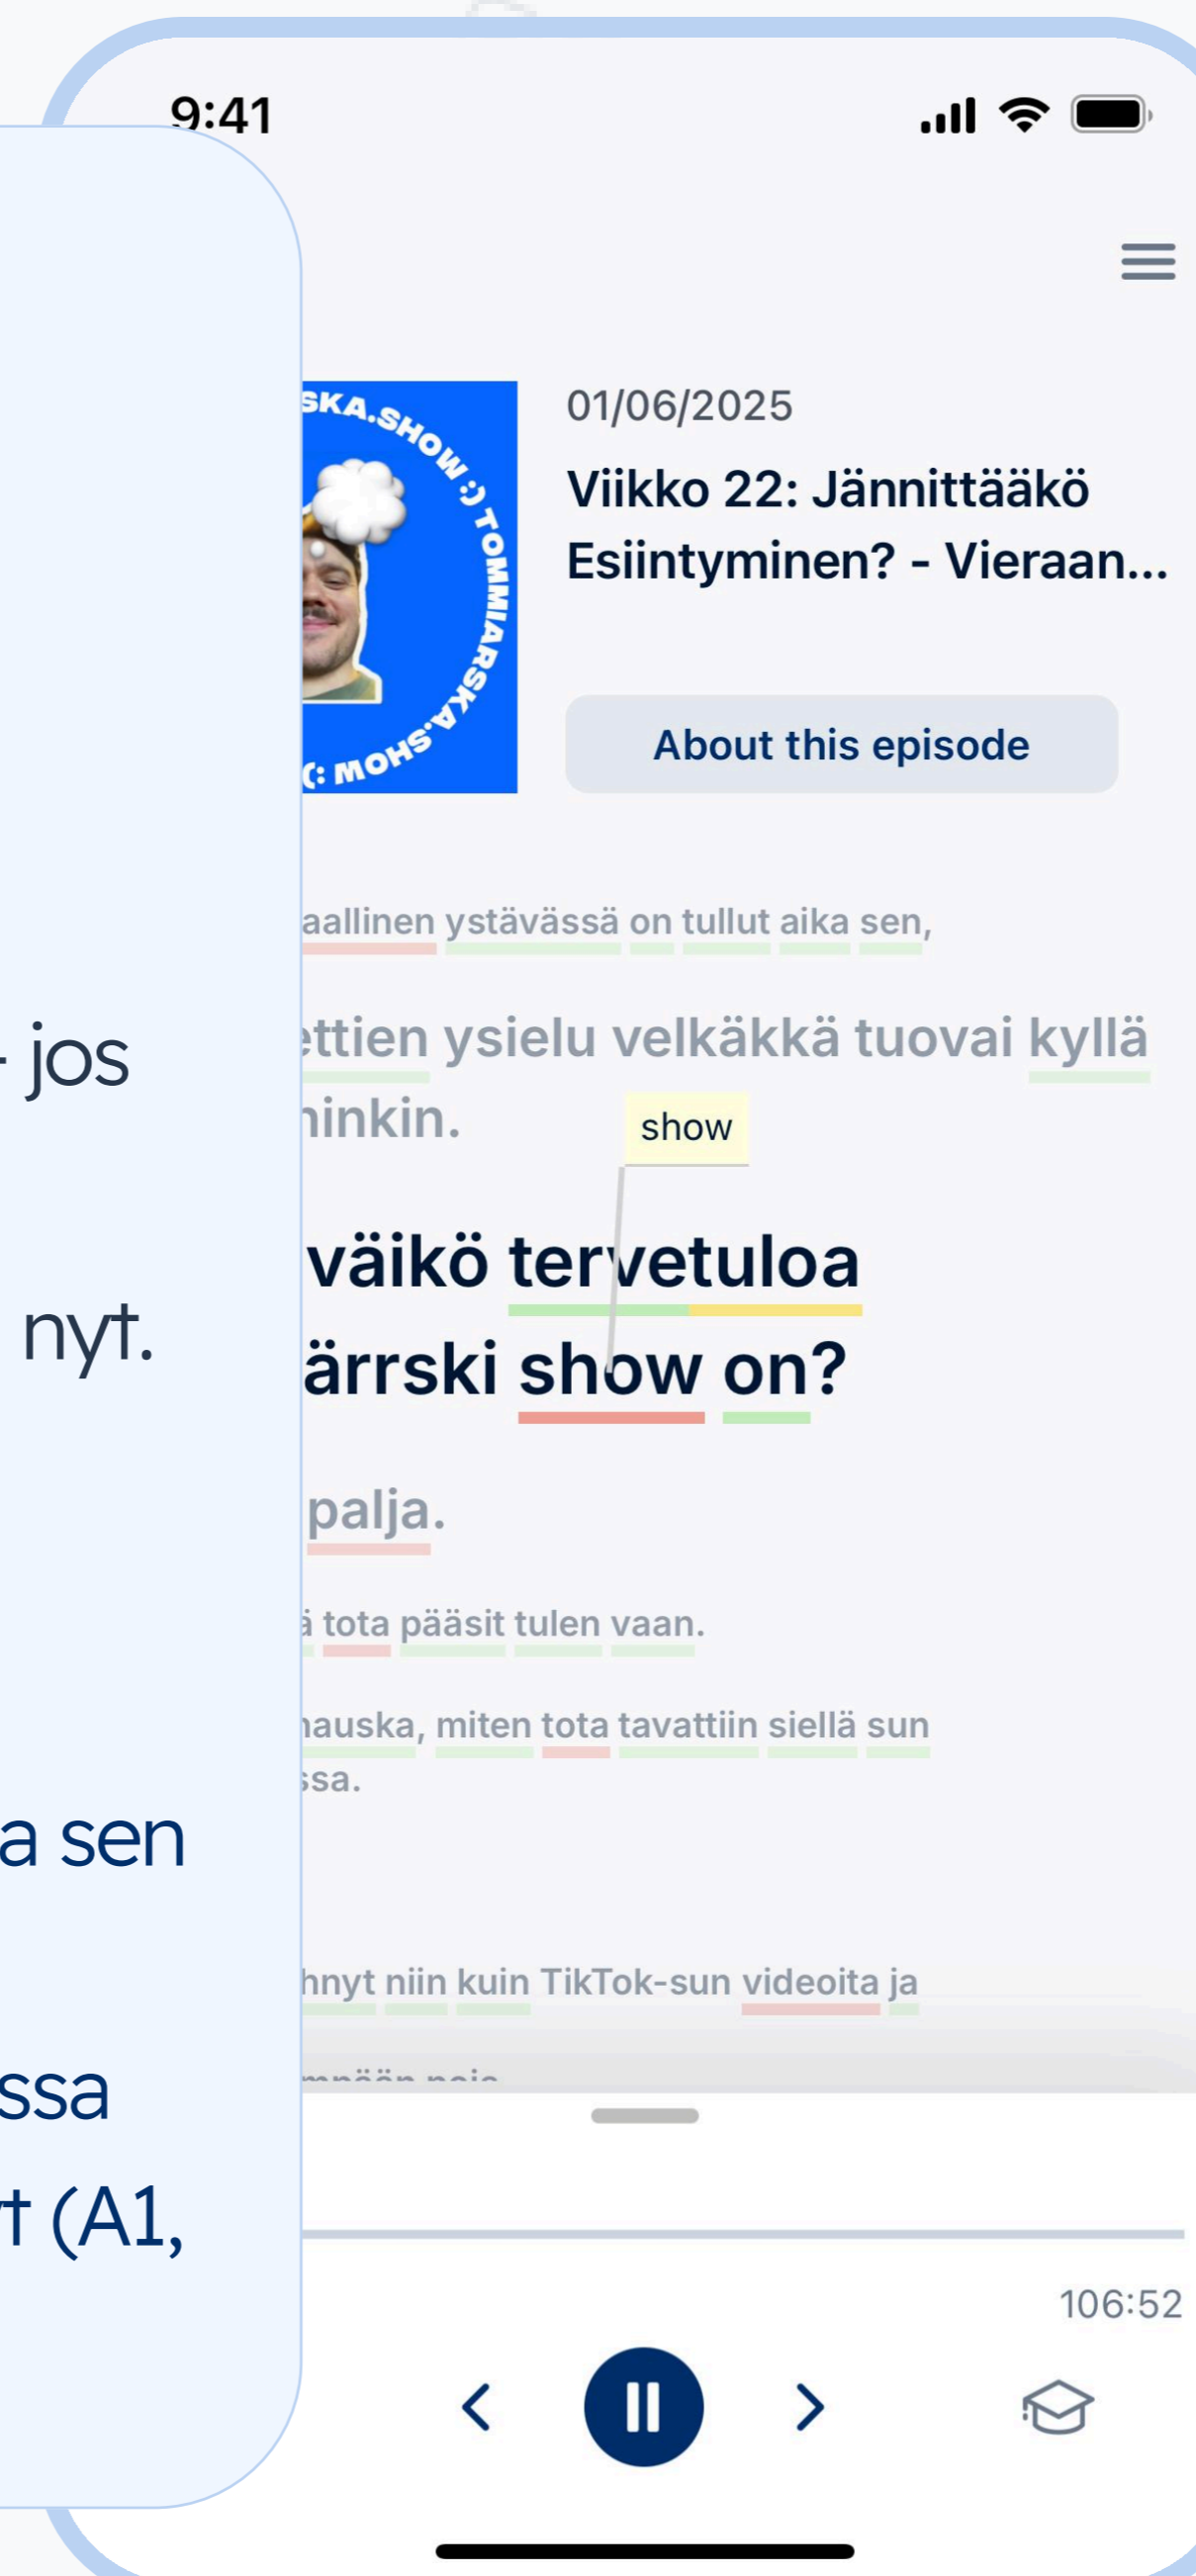 9:41
SKA.SHOW :) TOMMIARSKA.SHOW :)
01/06/2025
Viikko 22: Jännittääkö
Esiintyminen? - Vieraan...
About this episode
aallinen ystävässä on tullut aika sen,
ettien ysielu velkäkkä tuovai kyllä
ninkin.
show
väikö tervetuloa
ärrski show on?
palja.
ä tota pääsit tulen vaan.
nauska, miten tota tavattiin siellä sun
ssa.
hnyt niin kuin TikTok-sun videoita ja
106:52
- jos
nyt.
a sen
ssa
t (A1,